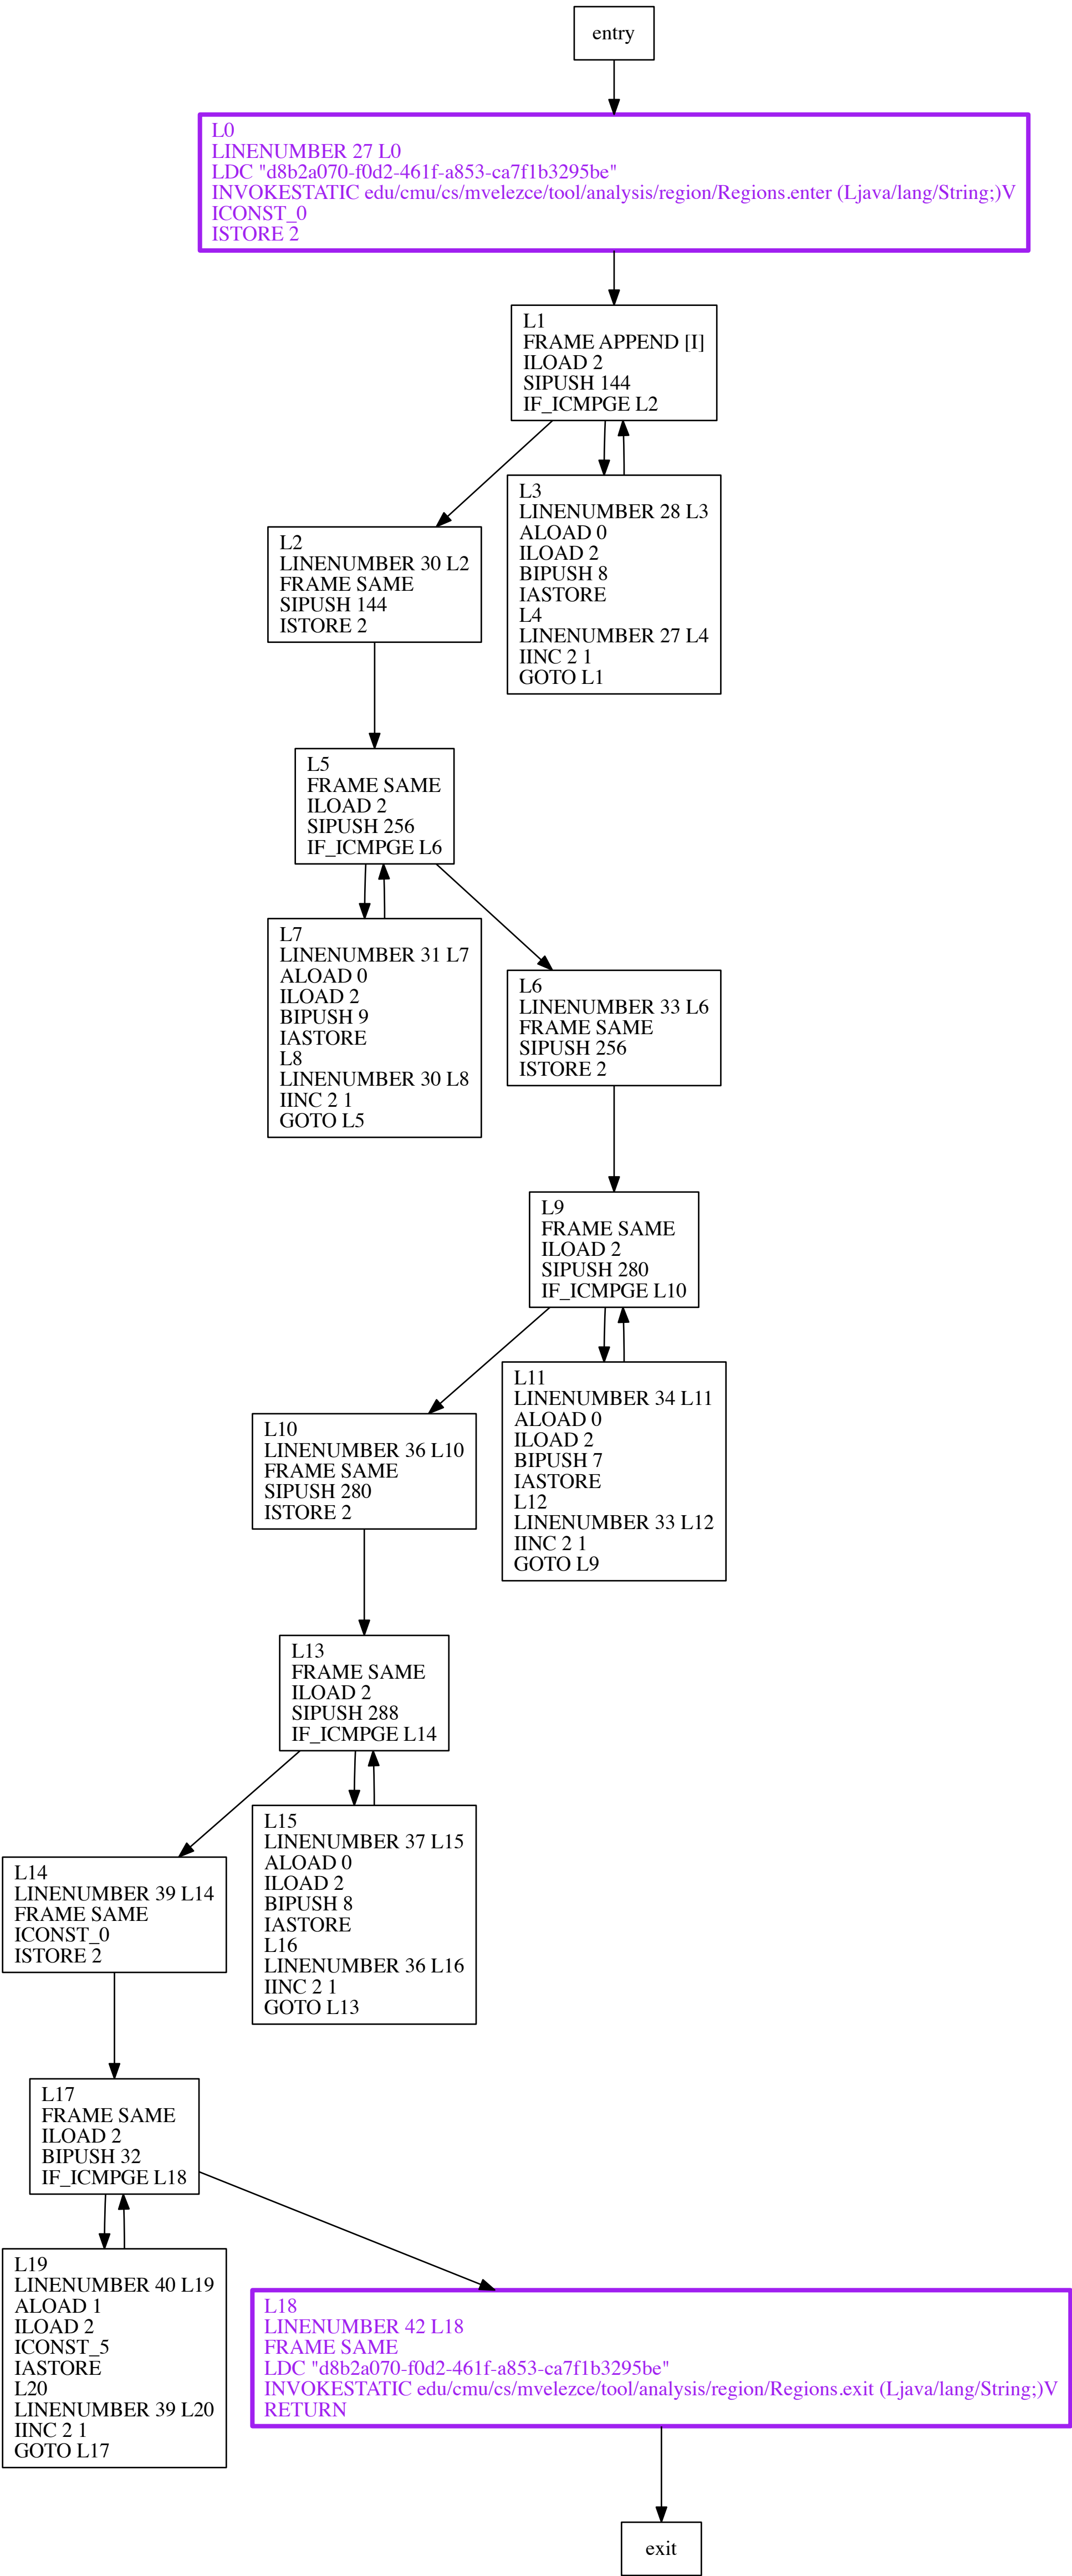 entry
L0
LINENUMBER 27 L0
LDC "d8b2a070-f0d2-461f-a853-ca7f1b3295be"
INVOKESTATIC edu/cmu/cs/mvelezce/tool/analysis/region/Regions.enter (Ljava/lang/String;)V
ICONST_0
ISTORE 2
L1
FRAME APPEND [I]
ILOAD 2
SIPUSH 144
IF_ICMPGE L2
L3
LINENUMBER 28 L3
ALOAD 0
ILOAD 2
BIPUSH 8
IASTORE
L4
LINENUMBER 27 L4
IINC 2 1
GOTO L1
L2
LINENUMBER 30 L2
FRAME SAME
SIPUSH 144
ISTORE 2
L5
FRAME SAME
ILOAD 2
SIPUSH 256
IF_ICMPGE L6
L7
LINENUMBER 31 L7
ALOAD 0
ILOAD 2
BIPUSH 9
IASTORE
L8
LINENUMBER 30 L8
IINC 2 1
GOTO L5
L6
LINENUMBER 33 L6
FRAME SAME
SIPUSH 256
ISTORE 2
L9
FRAME SAME
ILOAD 2
SIPUSH 280
IF_ICMPGE L10
L11
LINENUMBER 34 L11
ALOAD 0
ILOAD 2
BIPUSH 7
IASTORE
L12
LINENUMBER 33 L12
IINC 2 1
GOTO L9
L10
LINENUMBER 36 L10
FRAME SAME
SIPUSH 280
ISTORE 2
L13
FRAME SAME
ILOAD 2
SIPUSH 288
IF_ICMPGE L14
L15
LINENUMBER 37 L15
ALOAD 0
ILOAD 2
BIPUSH 8
IASTORE
L16
LINENUMBER 36 L16
IINC 2 1
GOTO L13
L14
LINENUMBER 39 L14
FRAME SAME
ICONST_0
ISTORE 2
L17
FRAME SAME
ILOAD 2
BIPUSH 32
IF_ICMPGE L18
L19
LINENUMBER 40 L19
ALOAD 1
ILOAD 2
ICONST_5
IASTORE
L20
LINENUMBER 39 L20
IINC 2 1
GOTO L17
L18
LINENUMBER 42 L18
FRAME SAME
LDC "d8b2a070-f0d2-461f-a853-ca7f1b3295be"
INVOKESTATIC edu/cmu/cs/mvelezce/tool/analysis/region/Regions.exit (Ljava/lang/String;)V
RETURN
exit